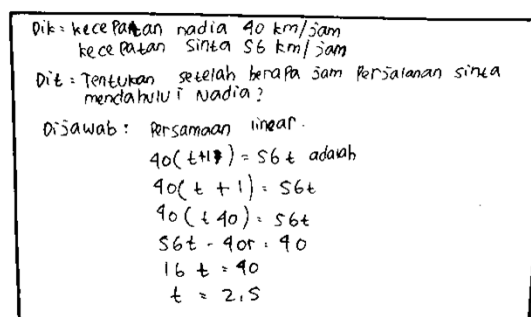 Dik : kecepatan nadia 40 km/jam
kecepatan Sinta 56 km/jam
Dit : Tentukan setelah berapa jam Perjalanan sinta
mendahului Nadia ?
Dijawab : Persamaan linear.
40(t+1) = 56t adalah
40(t + 1) = 56t
40(t 40) = 56t
56t - 40t = 40
16 t = 40
t = 2,5